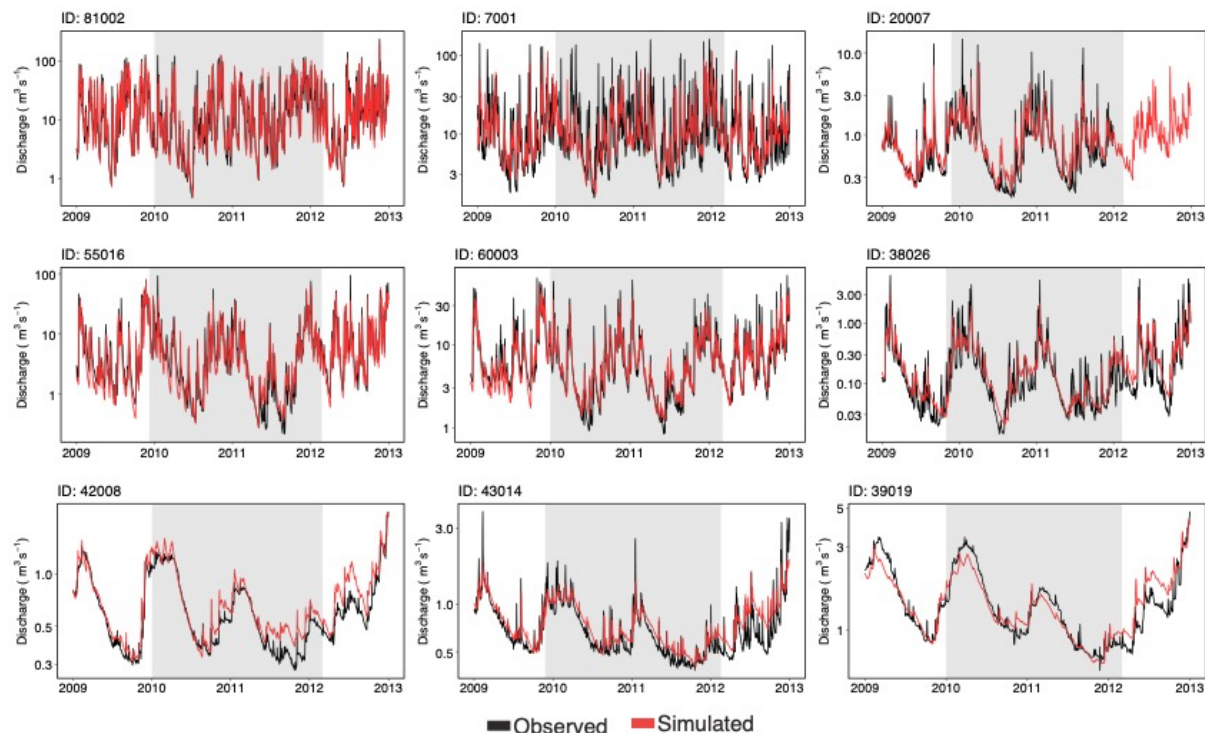 ID: 81002
Discharge ( m³ s⁻¹)
100
10
1
2009 2010 2011 2012 2013
ID: 7001
Discharge ( m³ s⁻¹)
100
30
10
3
2009 2010 2011 2012 2013
ID: 20007
Discharge ( m³ s⁻¹)
10.0
3.0
1.0
0.3
2009 2010 2011 2012 2013
ID: 55016
Discharge ( m³ s⁻¹)
100
10
1
2009 2010 2011 2012 2013
ID: 60003
Discharge ( m³ s⁻¹)
30
10
3
1
2009 2010 2011 2012 2013
ID: 38026
Discharge ( m³ s⁻¹)
3.00
1.00
0.30
0.10
0.03
2009 2010 2011 2012 2013
ID: 42008
Discharge ( m³ s⁻¹)
1.0
0.5
0.3
2009 2010 2011 2012 2013
ID: 43014
Discharge ( m³ s⁻¹)
3.0
1.0
0.5
2009 2010 2011 2012 2013
ID: 39019
Discharge ( m³ s⁻¹)
5
3
1
2009 2010 2011 2012 2013
Observed Simulated